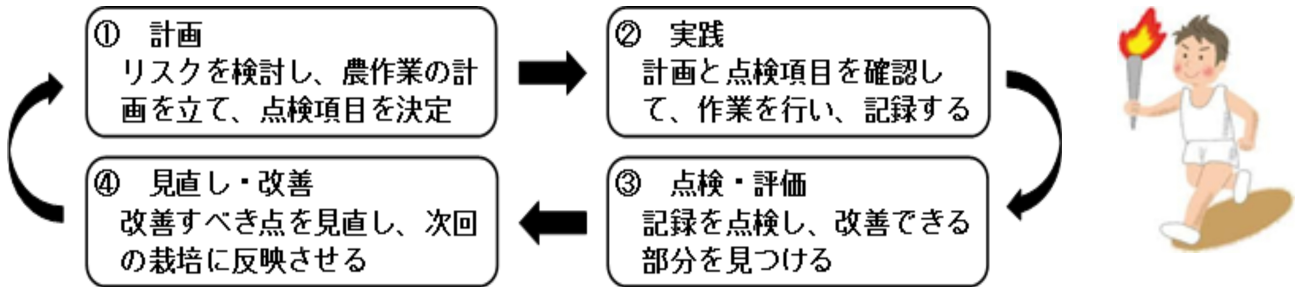 ① 計画
リスクを検討し、農作業の計
画を立て、点検項目を決定
② 実践
計画と点検項目を確認し
て、作業を行い、記録する
③ 点検・評価
記録を点検し、改善できる
部分を見つける
④ 見直し・改善
改善すべき点を見直し、次回
の栽培に反映させる